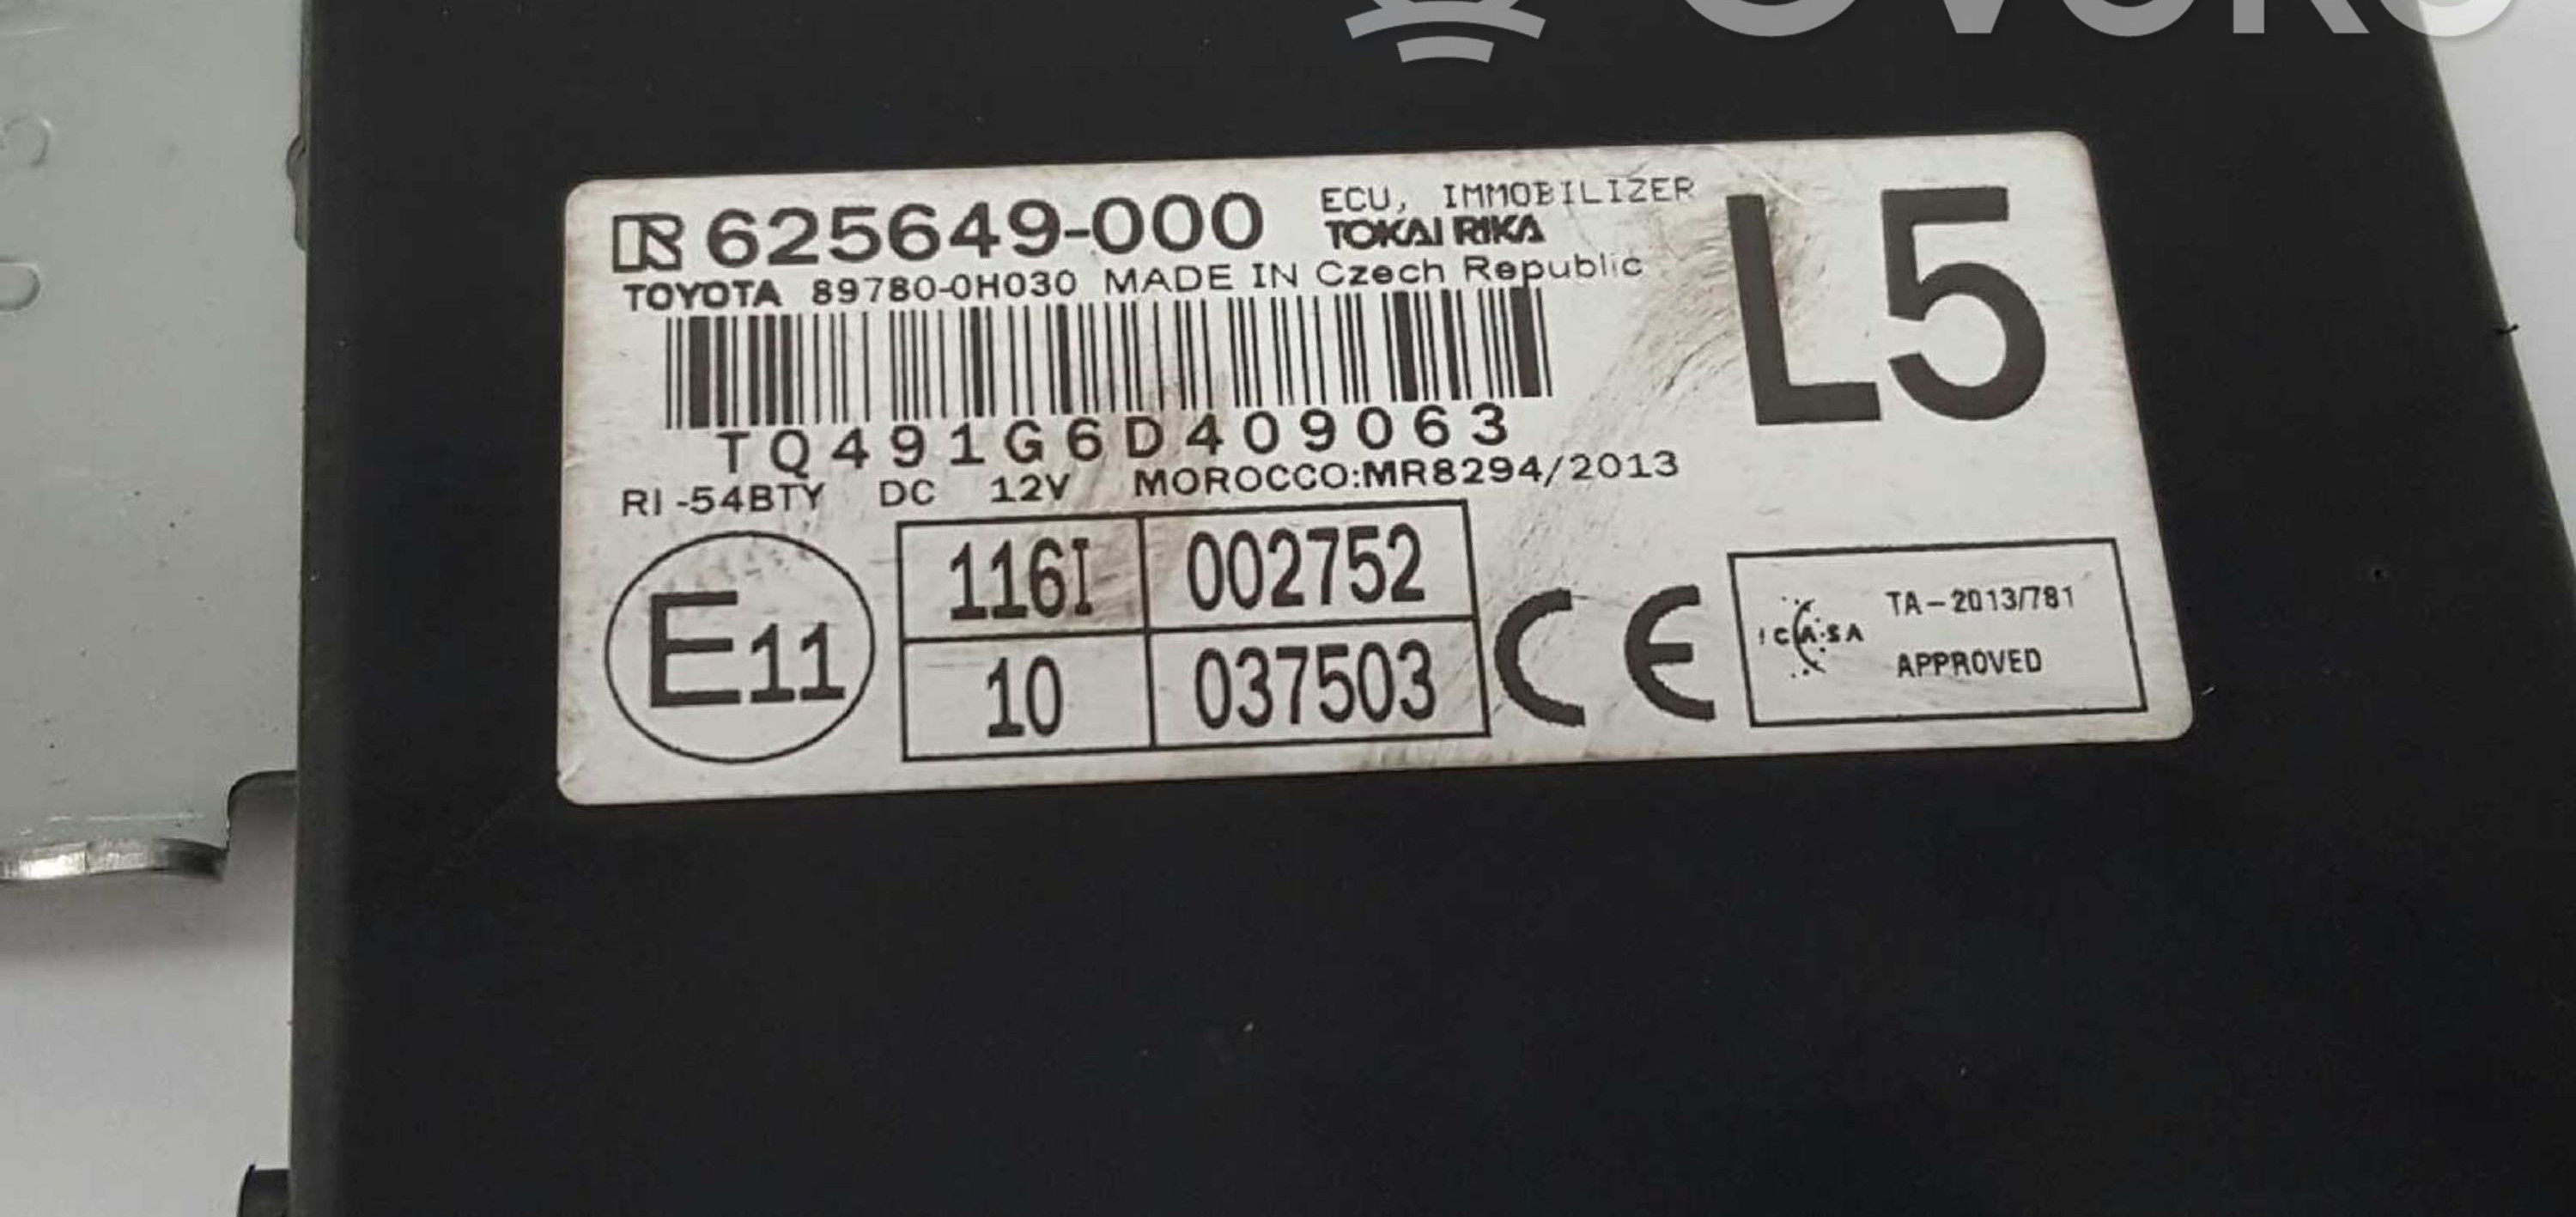 625649-000 ECU, IMMOBILIZER
TOKAI RIKA
TOYOTA 89780-0H030 MADE IN Czech Republic
L5
TQ491G6D409063
RI-54BTY DC 12V MOROCCO:MR8294/2013
E11
116I 002752
10 037503
CE
ICASA
TA-2013/781
APPROVED